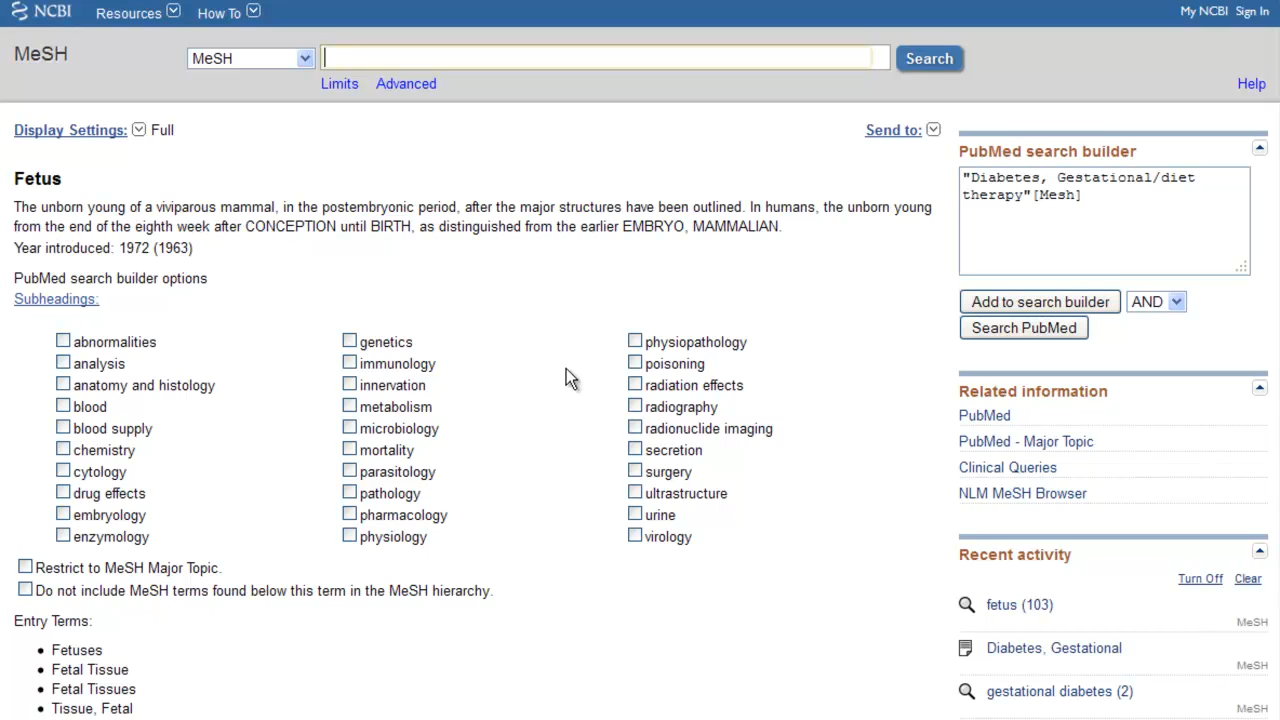 NCBI Resources How To My NCBI Sign In
MeSH MeSH Search
Limits Advanced Help
Display Settings: Full Send to:
Fetus
The unborn young of a viviparous mammal, in the postembryonic period, after the major structures have been outlined. In humans, the unborn young
from the end of the eighth week after CONCEPTION until BIRTH, as distinguished from the earlier EMBRYO, MAMMALIAN.
Year introduced: 1972 (1963)
PubMed search builder options
Subheadings:
abnormalities
analysis
anatomy and histology
blood
blood supply
chemistry
cytology
drug effects
embryology
enzymology
genetics
immunology
innervation
metabolism
microbiology
mortality
parasitology
pathology
pharmacology
physiology
physiopathology
poisoning
radiation effects
radiography
radionuclide imaging
secretion
surgery
ultrastructure
urine
virology
Restrict to MeSH Major Topic.
Do not include MeSH terms found below this term in the MeSH hierarchy.
Entry Terms:
• Fetuses
• Fetal Tissue
• Fetal Tissues
• Tissue, Fetal
PubMed search builder
"Diabetes, Gestational/diet
therapy"[Mesh]
Add to search builder AND
Search PubMed
Related information
PubMed
PubMed - Major Topic
Clinical Queries
NLM MeSH Browser
Recent activity
Turn Off Clear
fetus (103)
MeSH
Diabetes, Gestational
MeSH
gestational diabetes (2)
MeSH